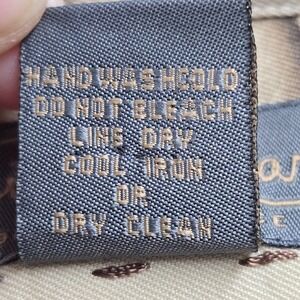 HAND WASH COLD
DO NOT BLEACH
LINE DRY
COOL IRON
OR
DRY CLEAN